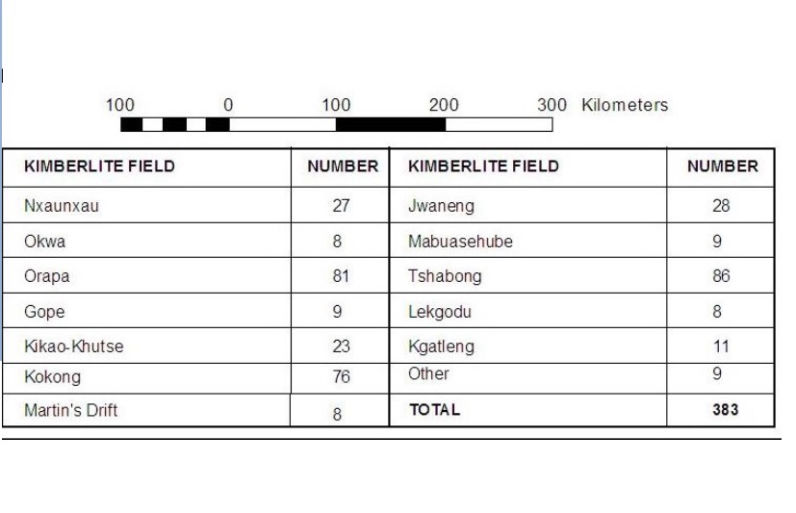 100 0 100 200 300 Kilometers
KIMBERLITE FIELD NUMBER KIMBERLITE FIELD NUMBER
Nxaunxau 27 Jwaneng 28
Okwa 8 Mabuasehube 9
Orapa 81 Tshabong 86
Gope 9 Lekgodu 8
Kikao-Khutse 23 Kgatleng 11
Kokong 76 Other 9
Martin's Drift 8 TOTAL 383